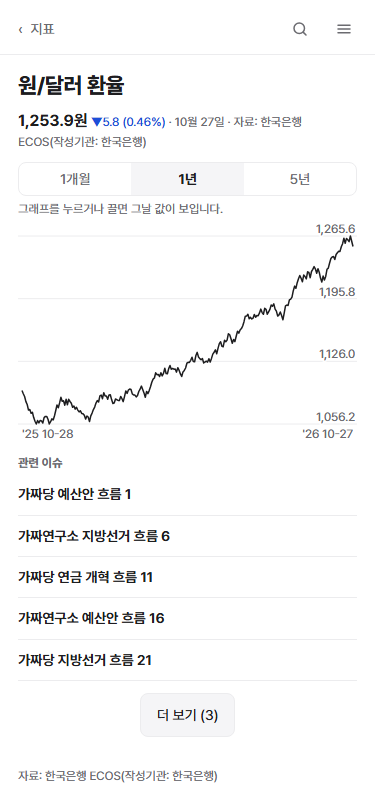 ‹ 지표
원/달러 환율
1,253.9원 ▼5.8 (0.46%) · 10월 27일 · 자료: 한국은행
ECOS(작성기관: 한국은행)
1개월 1년 5년
그래프를 누르거나 끌면 그날 값이 보입니다.
1,265.6
1,195.8
1,126.0
1,056.2
'25 10-28 '26 10-27
관련 이슈
가짜당 예산안 흐름 1
가짜연구소 지방선거 흐름 6
가짜당 연금 개혁 흐름 11
가짜연구소 예산안 흐름 16
가짜당 지방선거 흐름 21
더 보기 (3)
자료: 한국은행 ECOS(작성기관: 한국은행)